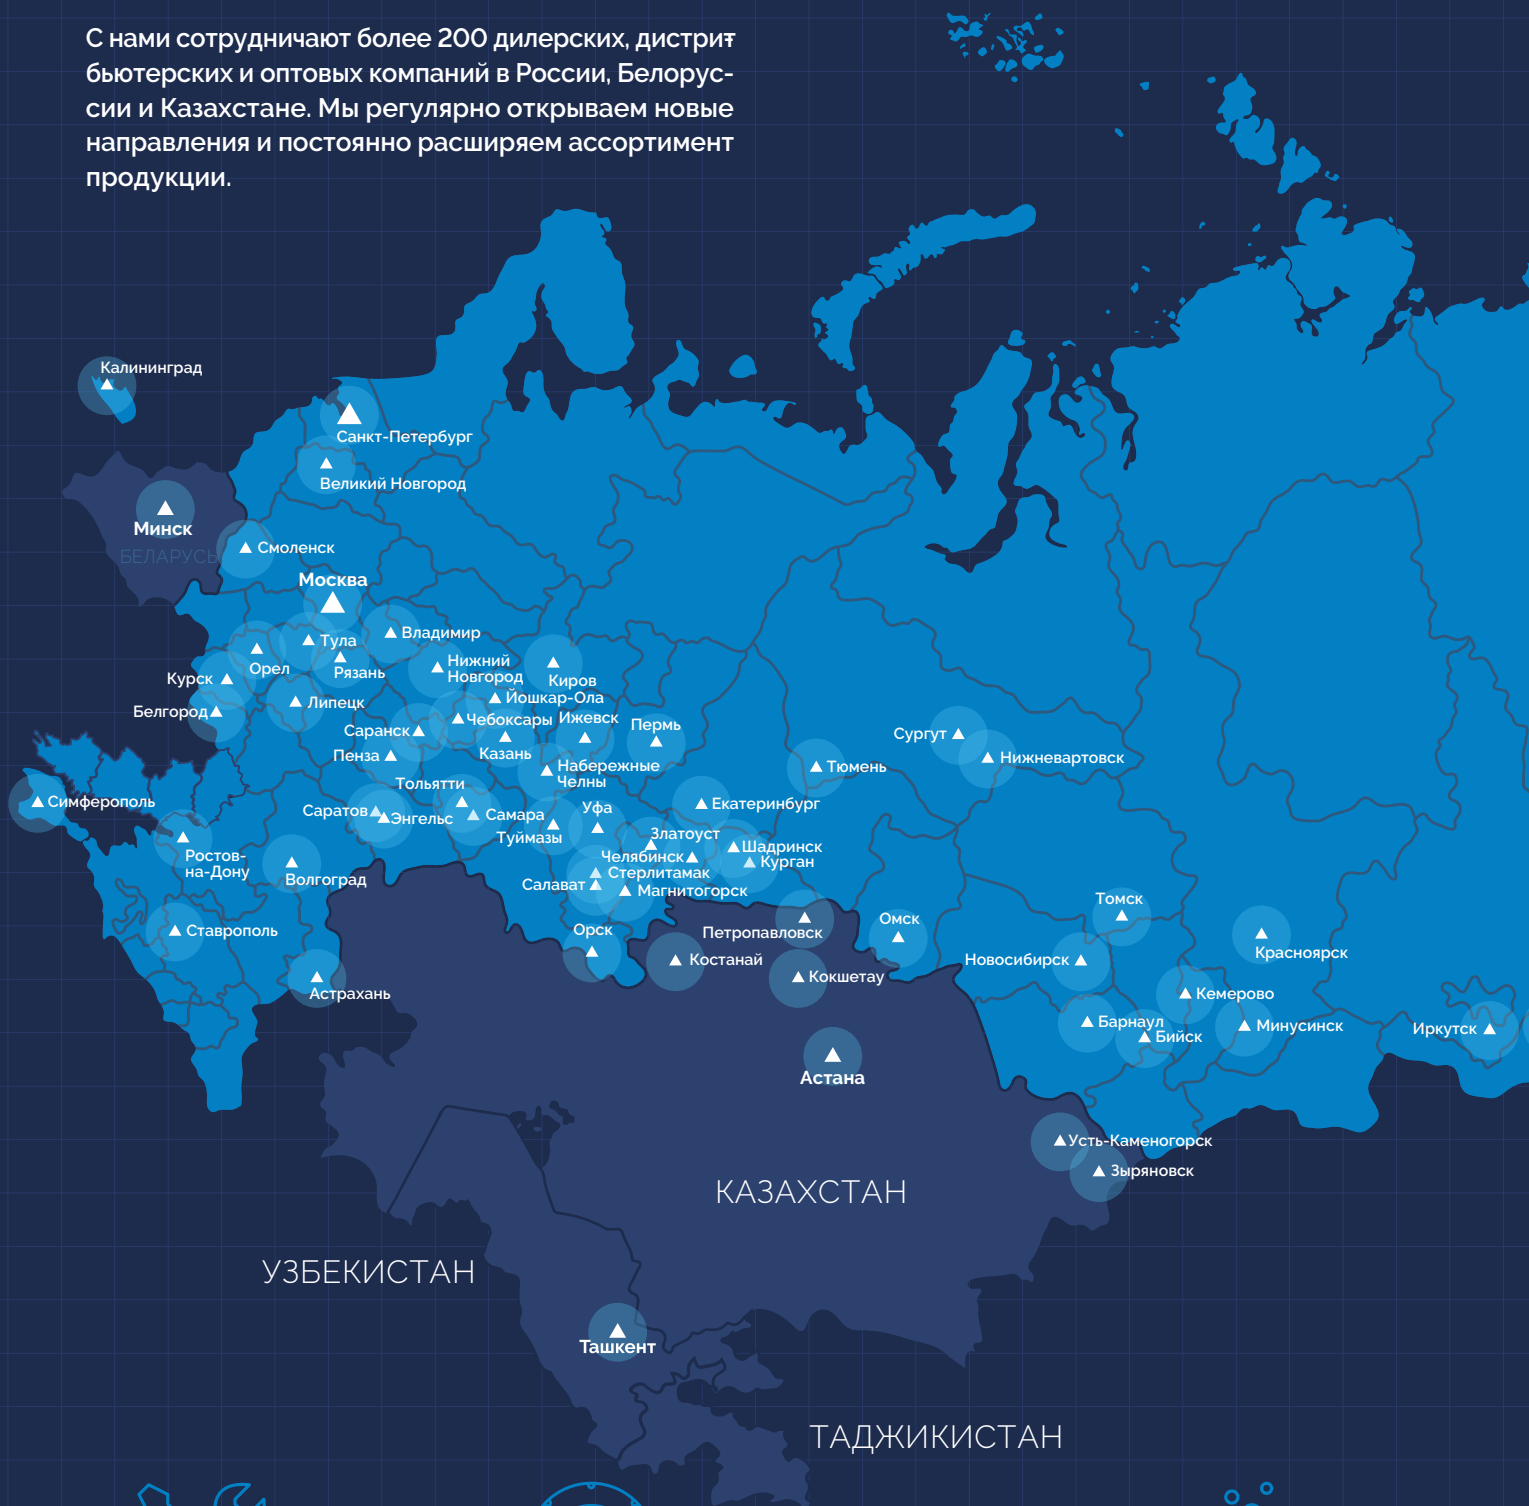 С нами сотрудничают более 200 дилерских, дистри-
бьютерских и оптовых компаний в России, Белорус-
сии и Казахстане. Мы регулярно открываем новые
направления и постоянно расширяем ассортимент
продукции.
Калининград
Санкт-Петербург
Великий Новгород
Минск
БЕЛАРУСЬ
Смоленск
Москва
Владимир
Тула
Орел
Рязань
Нижний
Новгород
Киров
Курск
Йошкар-Ола
Липецк
Белгород
Чебоксары
Ижевск
Пермь
Саранск
Казань
Сургут
Пенза
Набережные
Челны
Нижневартовск
Тюмень
Тольятти
Симферополь
Саратов
Энгельс
Самара
Уфа
Екатеринбург
Туймазы
Златоуст
Шадринск
Ростов-
на-Дону
Челябинск
Курган
Волгоград
Стерлитамак
Салават
Магнитогорск
Томск
Омск
Ставрополь
Орск
Петропавловск
Красноярск
Костанай
Новосибирск
Кокшетау
Астрахань
Кемерово
Барнаул
Минусинск
Бийск
Иркутск
Астана
Усть-Каменогорск
Зыряновск
КАЗАХСТАН
УЗБЕКИСТАН
Ташкент
ТАДЖИКИСТАН